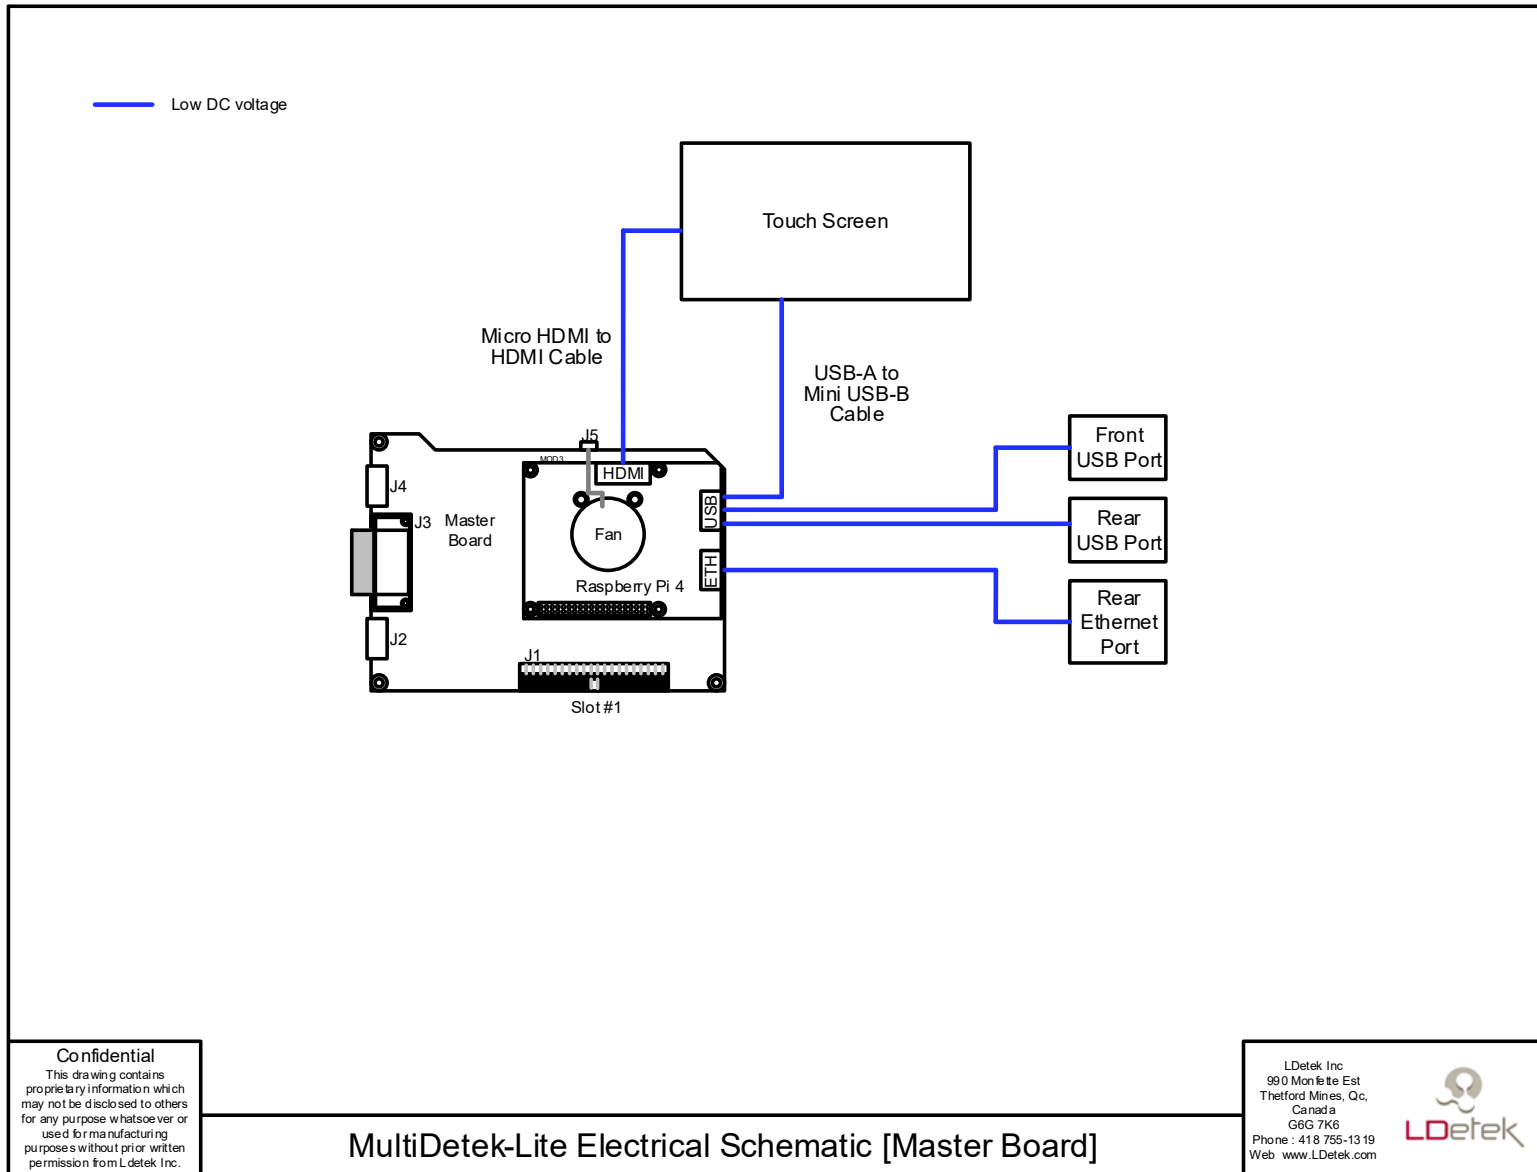 Low DC voltage
Touch Screen
Micro HDMI to
HDMI Cable
USB-A to
Mini USB-B
Cable
Front
USB Port
Rear
USB Port
Rear
Ethernet
Port
J5
MOD3
HDMI
J4
J3
Master
Board
USB
Fan
ETH
Raspberry Pi 4
J2
J1
Slot #1
Confidential
This drawing contains
proprietary information which
may not be disclosed to others
for any purpose whatsoever or
used for manufacturing
purposes without prior written
permission from Ldetek Inc.
MultiDetek-Lite Electrical Schematic [Master Board]
LDetek Inc
990 Monfette Est
Thetford Mines, Qc,
Canada
G6G 7K6
Phone : 418 755-1319
Web www.LDetek.com
LDetek